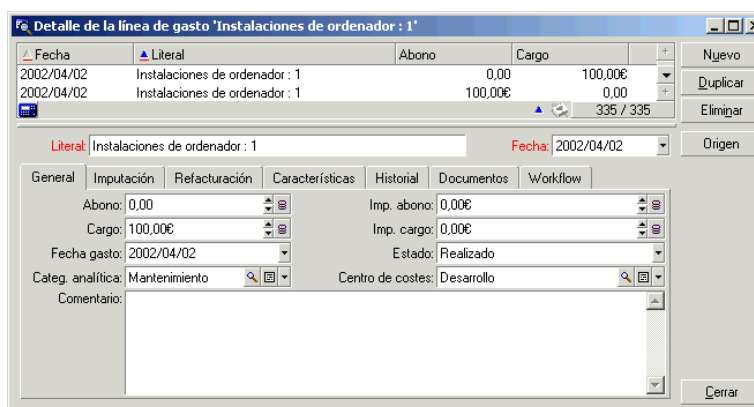 Detalle de la línea de gasto 'Instalaciones de ordenador : 1'
Fecha Literal Abono Cargo
2002/04/02 Instalaciones de ordenador : 1 0,00 100,00€
2002/04/02 Instalaciones de ordenador : 1 100,00€ 0,00
335 / 335
Nuevo
Duplicar
Eliminar
Origen
Literal: Instalaciones de ordenador : 1 Fecha: 2002/04/02
General Imputación Refacturación Características Historial Documentos Workflow
Abono: 0,00 Imp. abono: 0,00€
Cargo: 100,00€ Imp. cargo: 0,00€
Fecha gasto: 2002/04/02 Estado: Realizado
Categ. analítica: Mantenimiento Centro de costes: Desarrollo
Comentario:
Cerrar